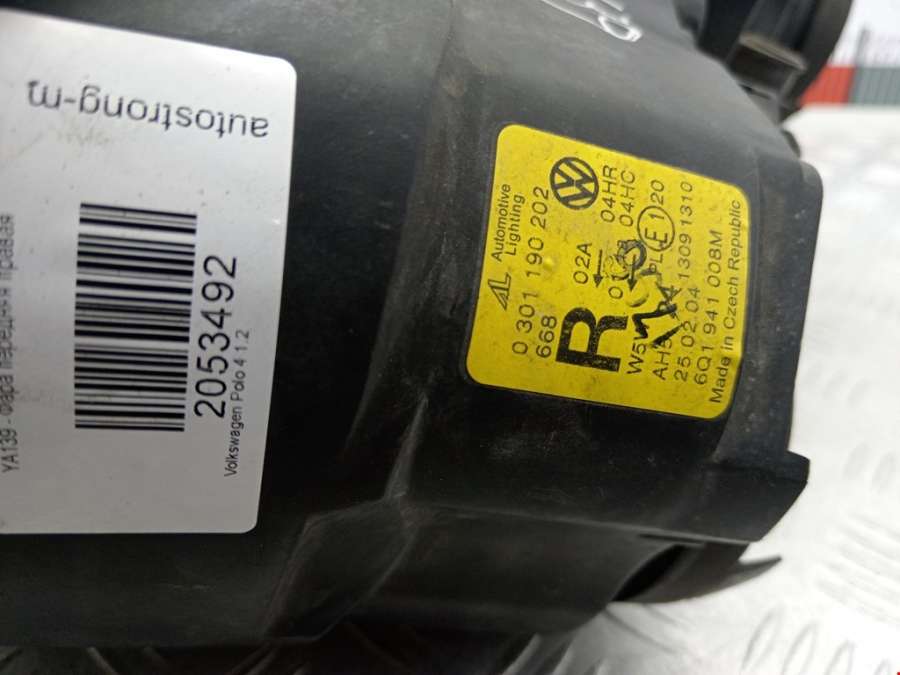 autostrong-m
2053492
Volkswagen Polo 4 1.2
YA139 - фара передняя правая
Automotive
Lighting
0 301 190 202
668
R
02A
04HR
04HC
E1
20
25.02.04 13091310
6Q1 941 008M
Made in Czech Republic